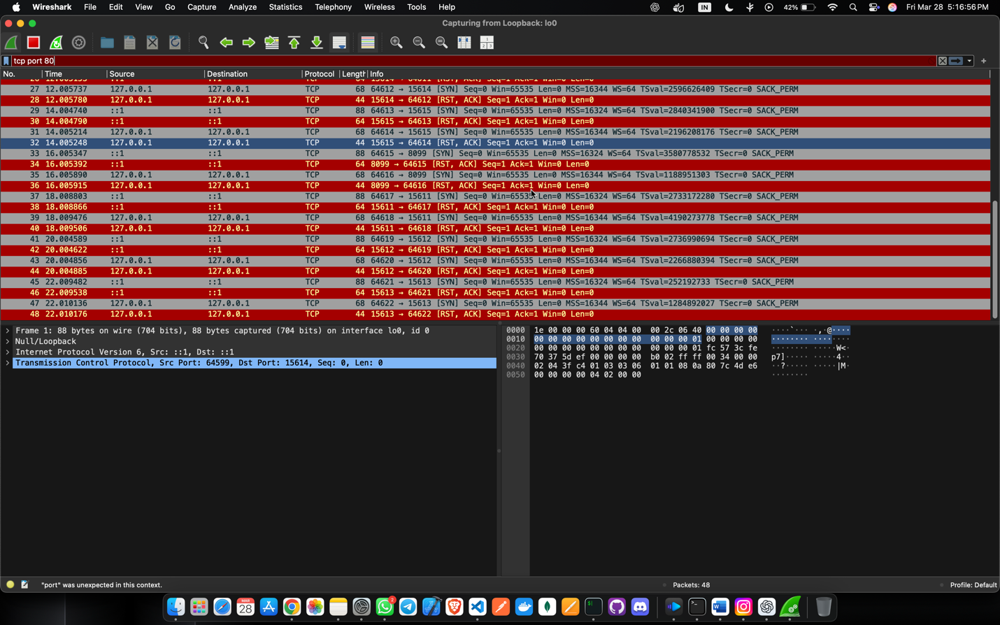 Wireshark File Edit View Go Capture Analyze Statistics Telephony Wireless Tools Help IN 42% Fri Mar 28 5:16:56 PM
Capturing from Loopback: lo0
tcp port 80
No. Time Source Destination Protocol Length Info
27 12.005737 127.0.0.1 127.0.0.1 TCP 68 64612 → 15614 [SYN] Seq=0 Win=65535 Len=0 MSS=16344 WS=64 TSval=2596626409 TSecr=0 SACK_PERM
28 12.005780 127.0.0.1 127.0.0.1 TCP 44 15614 → 64612 [RST, ACK] Seq=1 Ack=1 Win=0 Len=0
29 14.004740 ::1 ::1 TCP 88 64613 → 15615 [SYN] Seq=0 Win=65535 Len=0 MSS=16324 WS=64 TSval=2840341900 TSecr=0 SACK_PERM
30 14.004790 ::1 ::1 TCP 64 15615 → 64613 [RST, ACK] Seq=1 Ack=1 Win=0 Len=0
31 14.005214 127.0.0.1 127.0.0.1 TCP 68 64614 → 15615 [SYN] Seq=0 Win=65535 Len=0 MSS=16344 WS=64 TSval=2196208176 TSecr=0 SACK_PERM
32 14.005248 127.0.0.1 127.0.0.1 TCP 44 15615 → 64614 [RST, ACK] Seq=1 Ack=1 Win=0 Len=0
33 16.005347 ::1 ::1 TCP 88 64615 → 8099 [SYN] Seq=0 Win=65535 Len=0 MSS=16324 WS=64 TSval=3580778532 TSecr=0 SACK_PERM
34 16.005392 ::1 ::1 TCP 64 8099 → 64615 [RST, ACK] Seq=1 Ack=1 Win=0 Len=0
35 16.005890 127.0.0.1 127.0.0.1 TCP 68 64616 → 8099 [SYN] Seq=0 Win=65535 Len=0 MSS=16344 WS=64 TSval=1188951303 TSecr=0 SACK_PERM
36 16.005915 127.0.0.1 127.0.0.1 TCP 44 8099 → 64616 [RST, ACK] Seq=1 Ack=1 Win=0 Len=0
37 18.008803 ::1 ::1 TCP 88 64617 → 15611 [SYN] Seq=0 Win=65535 Len=0 MSS=16324 WS=64 TSval=2733172280 TSecr=0 SACK_PERM
38 18.008866 ::1 ::1 TCP 64 15611 → 64617 [RST, ACK] Seq=1 Ack=1 Win=0 Len=0
39 18.009476 127.0.0.1 127.0.0.1 TCP 68 64618 → 15611 [SYN] Seq=0 Win=65535 Len=0 MSS=16344 WS=64 TSval=4190273778 TSecr=0 SACK_PERM
40 18.009506 127.0.0.1 127.0.0.1 TCP 44 15611 → 64618 [RST, ACK] Seq=1 Ack=1 Win=0 Len=0
41 20.004589 ::1 ::1 TCP 88 64619 → 15612 [SYN] Seq=0 Win=65535 Len=0 MSS=16324 WS=64 TSval=2736990694 TSecr=0 SACK_PERM
42 20.004622 ::1 ::1 TCP 64 15612 → 64619 [RST, ACK] Seq=1 Ack=1 Win=0 Len=0
43 20.004856 127.0.0.1 127.0.0.1 TCP 68 64620 → 15612 [SYN] Seq=0 Win=65535 Len=0 MSS=16344 WS=64 TSval=2266880394 TSecr=0 SACK_PERM
44 20.004885 127.0.0.1 127.0.0.1 TCP 44 15612 → 64620 [RST, ACK] Seq=1 Ack=1 Win=0 Len=0
45 22.009482 ::1 ::1 TCP 88 64621 → 15613 [SYN] Seq=0 Win=65535 Len=0 MSS=16324 WS=64 TSval=252192733 TSecr=0 SACK_PERM
46 22.009538 ::1 ::1 TCP 64 15613 → 64621 [RST, ACK] Seq=1 Ack=1 Win=0 Len=0
47 22.010136 127.0.0.1 127.0.0.1 TCP 68 64622 → 15613 [SYN] Seq=0 Win=65535 Len=0 MSS=16344 WS=64 TSval=1284892027 TSecr=0 SACK_PERM
48 22.010176 127.0.0.1 127.0.0.1 TCP 44 15613 → 64622 [RST, ACK] Seq=1 Ack=1 Win=0 Len=0
Frame 1: 88 bytes on wire (704 bits), 88 bytes captured (704 bits) on interface lo0, id 0
Null/Loopback
Internet Protocol Version 6, Src: ::1, Dst: ::1
Transmission Control Protocol, Src Port: 64599, Dst Port: 15614, Seq: 0, Len: 0
0000 1e 00 00 00 60 04 04 00 00 2c 06 40 00 00 00 00 ····`··· ·,·@····
0010 00 00 00 00 00 00 00 00 00 00 00 01 00 00 00 00 ········ ········
0020 00 00 00 00 00 00 00 00 00 00 00 01 fc 57 3c fe ········ ·····W<·
0030 70 37 5d ef 00 00 00 00 b0 02 ff ff 00 34 00 00 p7]····· ·····4··
0040 02 04 3f c4 01 03 03 06 01 01 08 0a 80 7c 4d e6 ··?····· ·····|M·
0050 00 00 00 00 04 02 00 00 ········
"port" was unexpected in this context. Packets: 48 Profile: Default
MAR
28
2